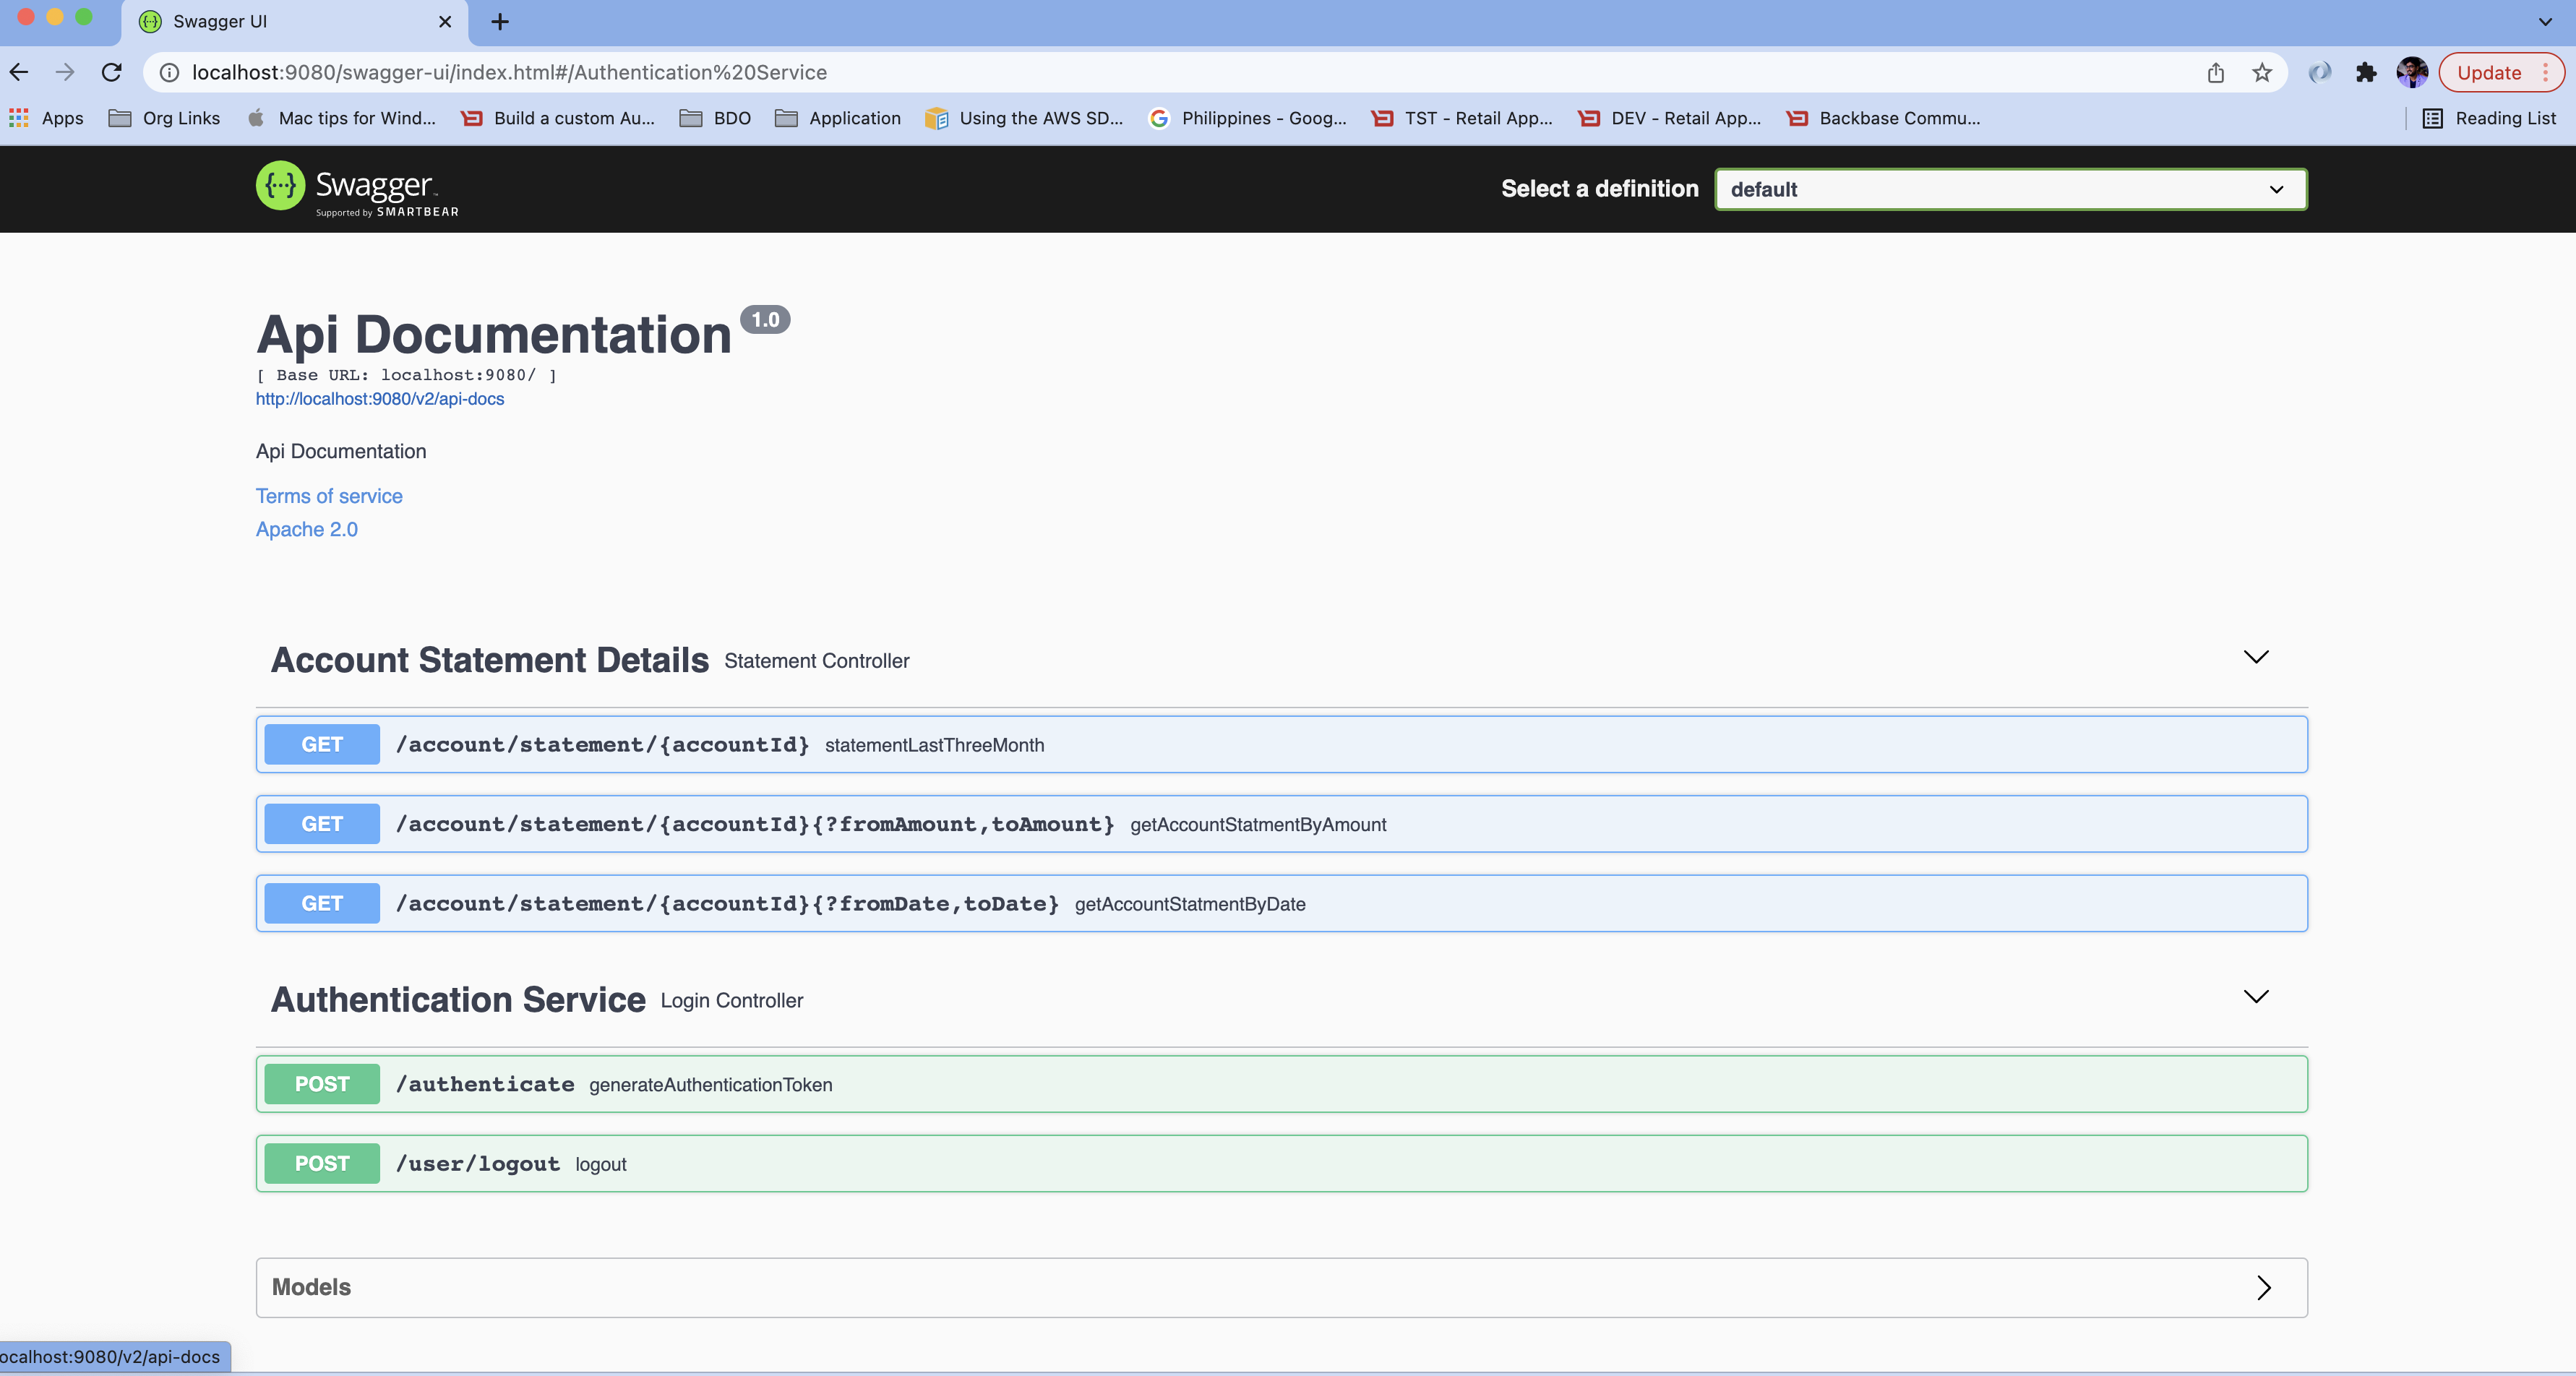 Swagger UI
localhost:9080/swagger-ui/index.html#/Authentication%20Service
Update
Apps
Org Links
Mac tips for Wind...
Build a custom Au...
BDO
Application
Using the AWS SD...
Philippines - Goog...
TST - Retail App...
DEV - Retail App...
Backbase Commu...
Reading List
{···} Swagger™
Supported by SMARTBEAR
Select a definition
default
Api Documentation 1.0
[ Base URL: localhost:9080/ ]
http://localhost:9080/v2/api-docs
Api Documentation
Terms of service
Apache 2.0
Account Statement Details Statement Controller
GET /account/statement/{accountId} statementLastThreeMonth
GET /account/statement/{accountId}{?fromAmount,toAmount} getAccountStatmentByAmount
GET /account/statement/{accountId}{?fromDate,toDate} getAccountStatmentByDate
Authentication Service Login Controller
POST /authenticate generateAuthenticationToken
POST /user/logout logout
Models
ocalhost:9080/v2/api-docs